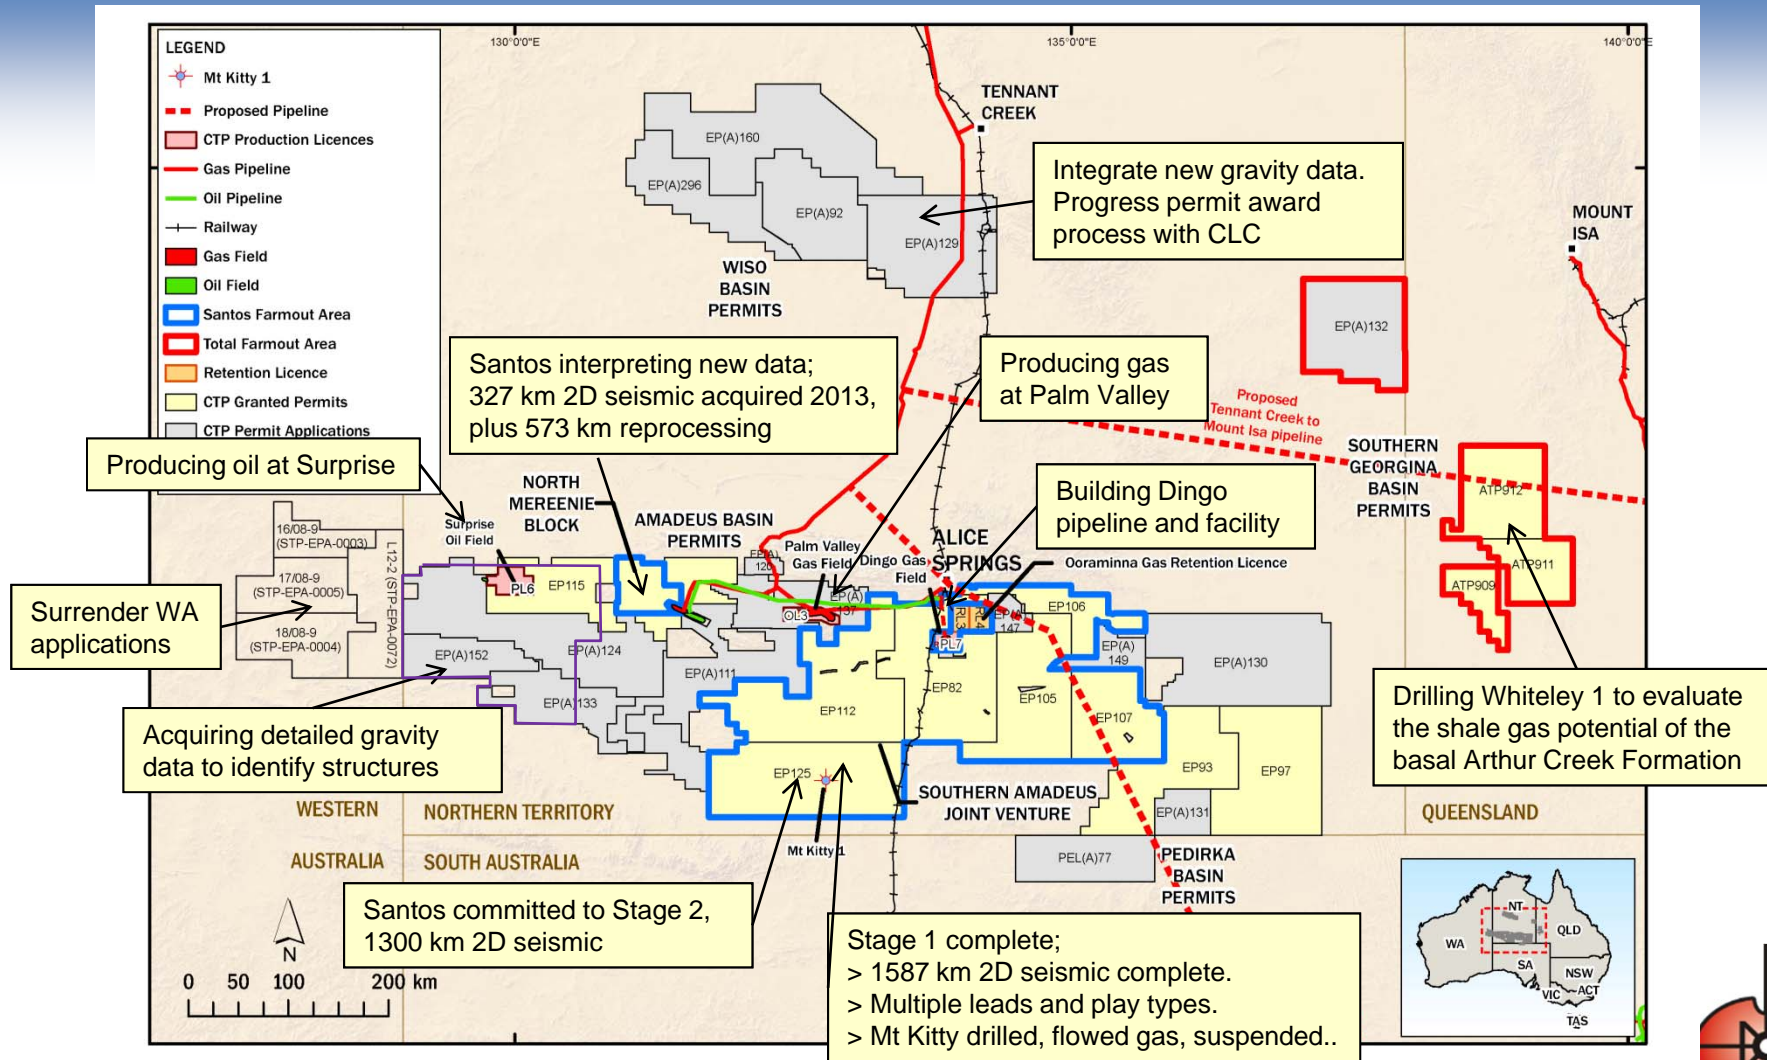 LEGEND
Mt Kitty 1
Proposed Pipeline
CTP Production Licences
Gas Pipeline
Oil Pipeline
Railway
Gas Field
Oil Field
Santos Farmout Area
Total Farmout Area
Retention Licence
CTP Granted Permits
CTP Permit Applications
130°0'0"E
135°0'0"E
140°0'0"E
TENNANT
CREEK
EP(A)160
EP(A)296
EP(A)92
EP(A)129
WISO
BASIN
PERMITS
Integrate new gravity data.
Progress permit award
process with CLC
MOUNT
ISA
EP(A)132
Santos interpreting new data;
327 km 2D seismic acquired 2013,
plus 573 km reprocessing
Producing gas
at Palm Valley
Proposed
Tennant Creek to
Mount Isa pipeline
SOUTHERN
GEORGINA
BASIN
PERMITS
ATP912
ATP911
ATP909
Producing oil at Surprise
NORTH
MEREENIE
BLOCK
AMADEUS BASIN
PERMITS
Building Dingo
pipeline and facility
ALICE
SPRINGS
Surprise
Oil Field
Palm Valley
Gas Field
Dingo Gas
Field
Ooraminna Gas Retention Licence
16/08-9
(STP-EPA-0003)
17/08-9
(STP-EPA-0005)
18/08-9
(STP-EPA-0004)
L12-2 (STP-EPA-0072)
PL6
EP115
EP(A)
120
EP(A)
137
OL3
RL3
RL4
EP(A)
147
EP106
PL7
EP(A)
149
EP(A)130
Surrender WA
applications
EP(A)152
EP(A)124
EP(A)111
EP(A)133
EP112
EP82
EP105
EP107
Acquiring detailed gravity
data to identify structures
Drilling Whiteley 1 to evaluate
the shale gas potential of the
basal Arthur Creek Formation
EP125
EP93
EP97
EP(A)131
SOUTHERN AMADEUS
JOINT VENTURE
WESTERN
AUSTRALIA
NORTHERN TERRITORY
SOUTH AUSTRALIA
QUEENSLAND
Mt Kitty 1
PEL(A)77
PEDIRKA
BASIN
PERMITS
Santos committed to Stage 2,
1300 km 2D seismic
Stage 1 complete;
> 1587 km 2D seismic complete.
> Multiple leads and play types.
> Mt Kitty drilled, flowed gas, suspended..
N
0 50 100 200 km
NT
WA
QLD
SA
NSW
ACT
VIC
TAS